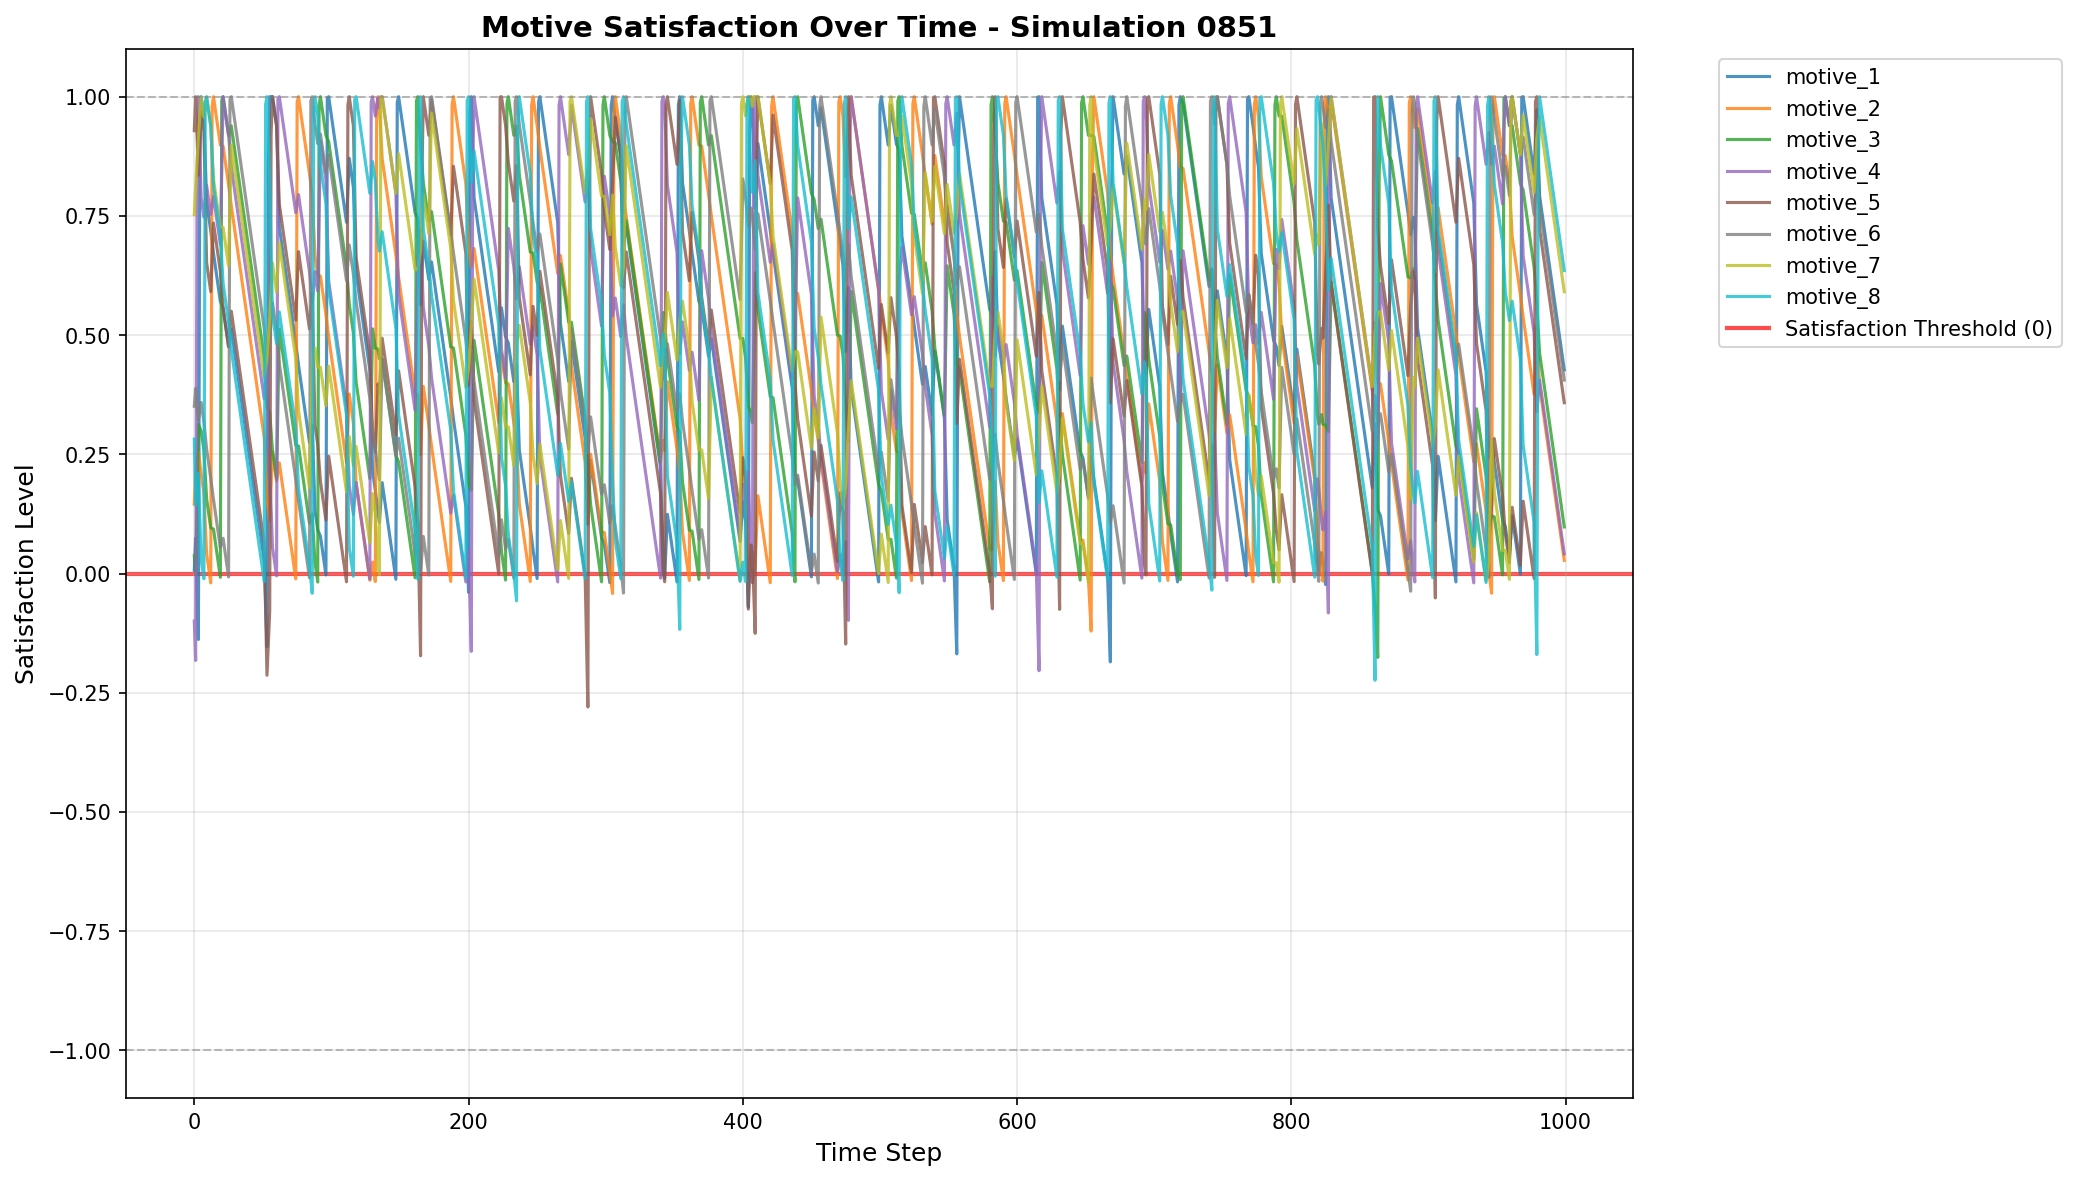 Motive Satisfaction Over Time - Simulation 0851
1.00
0.75
0.50
0.25
0.00
−0.25
−0.50
−0.75
−1.00
Satisfaction Level
0
200
400
600
800
1000
Time Step
motive_1
motive_2
motive_3
motive_4
motive_5
motive_6
motive_7
motive_8
Satisfaction Threshold (0)